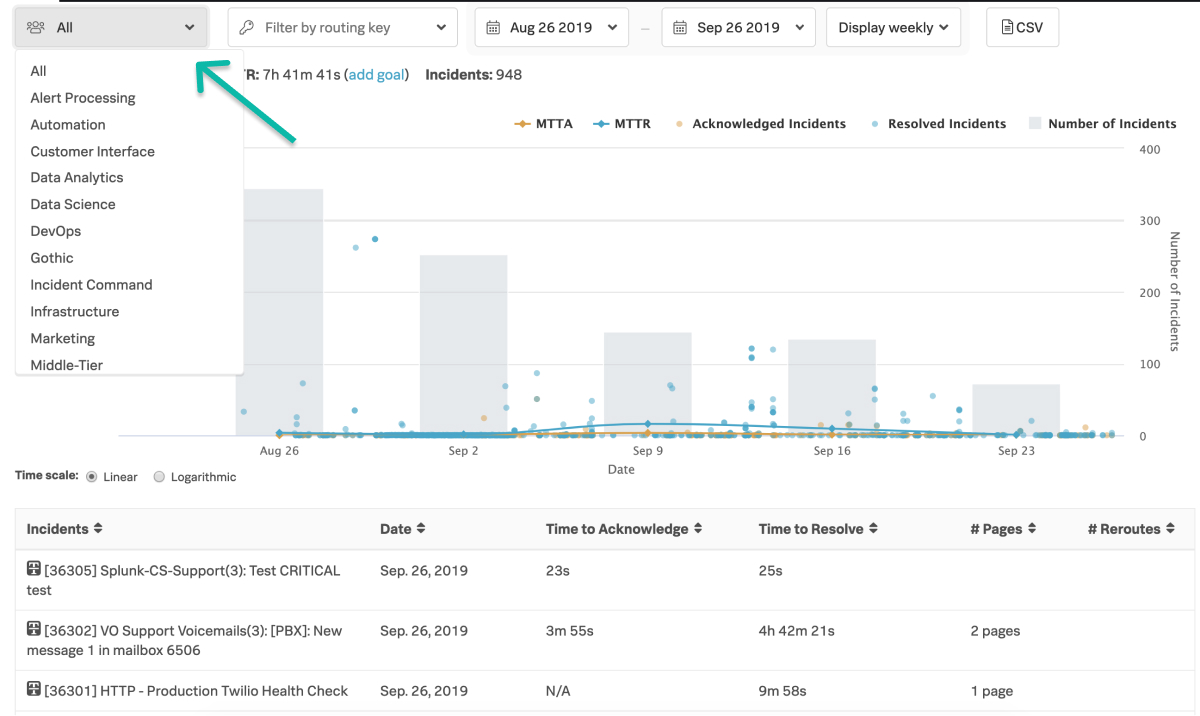 All
Filter by routing key
Aug 26 2019
–
Sep 26 2019
Display weekly
CSV
All
Alert Processing
Automation
Customer Interface
Data Analytics
Data Science
DevOps
Gothic
Incident Command
Infrastructure
Marketing
Middle-Tier
R: 7h 41m 41s (add goal) Incidents: 948
MTTA MTTR Acknowledged Incidents Resolved Incidents Number of Incidents
400
300
200
100
0
Number of Incidents
Aug 26 Sep 2 Sep 9 Sep 16 Sep 23
Date
Time scale: Linear Logarithmic
Incidents Date Time to Acknowledge Time to Resolve # Pages # Reroutes
[36305] Splunk-CS-Support(3): Test CRITICAL Sep. 26, 2019 23s 25s
test
[36302] VO Support Voicemails(3): [PBX]: New Sep. 26, 2019 3m 55s 4h 42m 21s 2 pages
message 1 in mailbox 6506
[36301] HTTP - Production Twilio Health Check Sep. 26, 2019 N/A 9m 58s 1 page